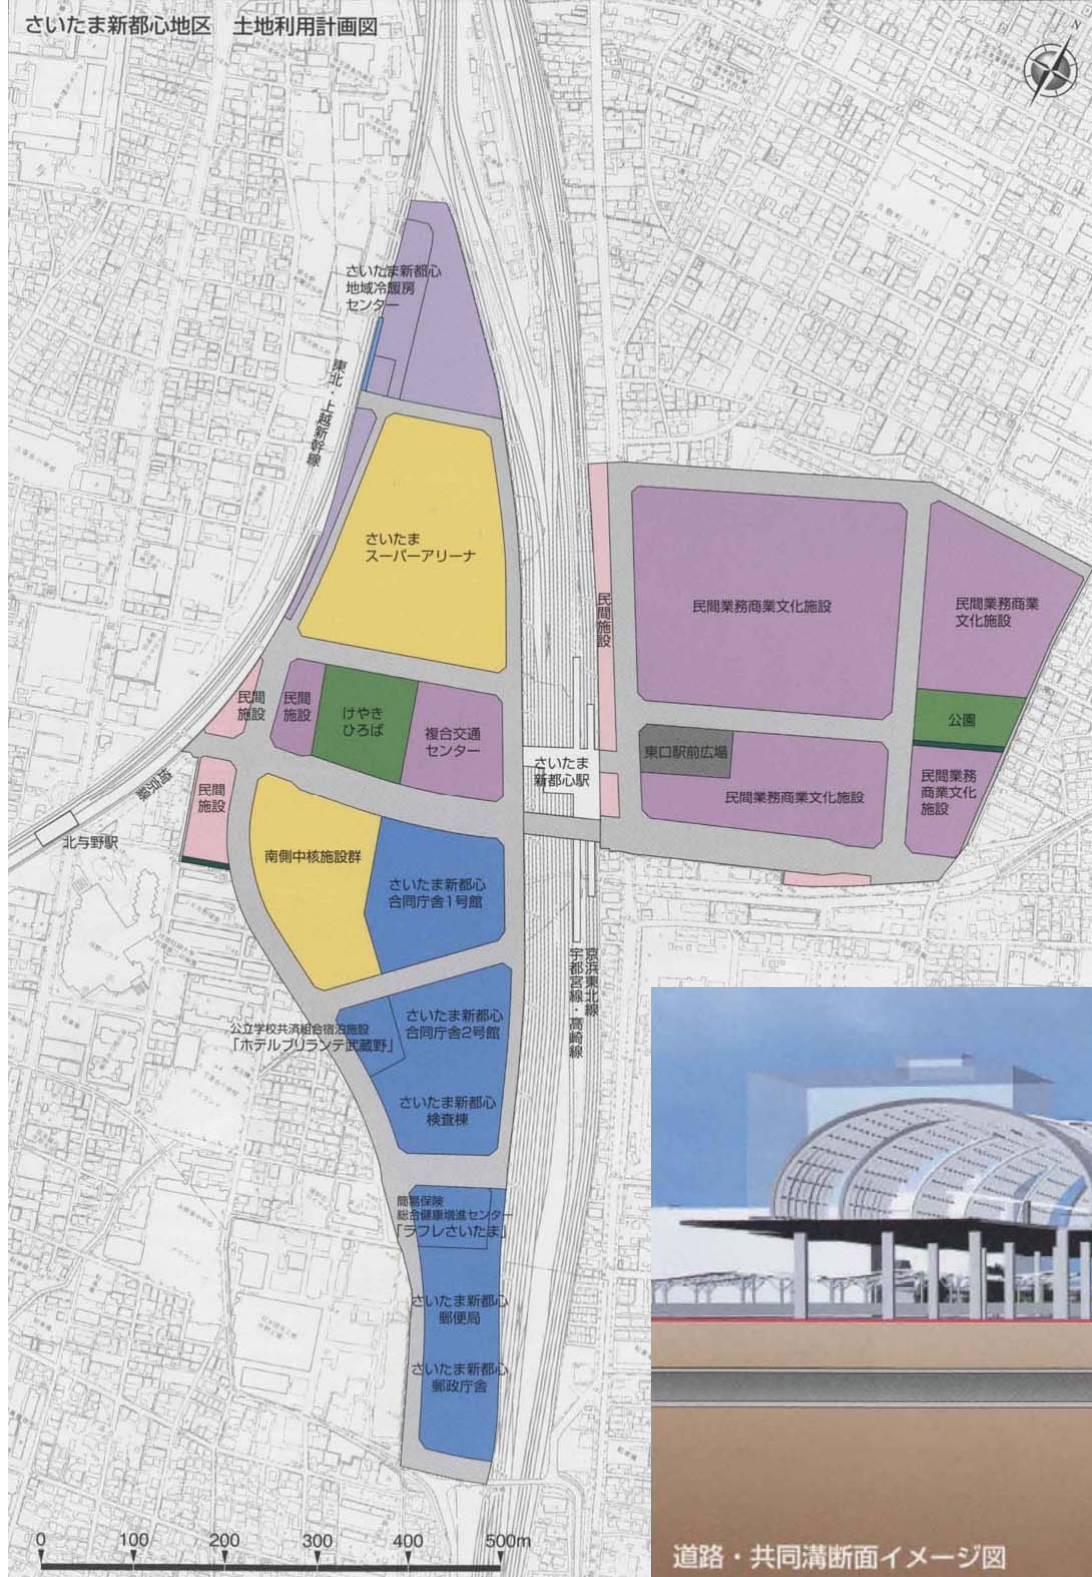 さいたま新都心地区 土地利用計画図
N
さいたま新都心
地域冷暖房
センター
東北・上越新幹線
さいたま
スーパーアリーナ
民間施設
民間業務商業文化施設
民間業務商業
文化施設
民間
施設
民間
施設
けやき
ひろば
複合交通
センター
さいたま
新都心駅
東口駅前広場
公園
民間業務商業文化施設
民間業務
商業文化
施設
埼京線
北与野駅
民間
施設
南側中核施設群
さいたま新都心
合同庁舎1号館
京浜東北線
宇都宮線・高崎線
さいたま新都心
合同庁舎2号館
公立学校共済組合宿泊施設
「ホテルブリランテ武蔵野」
さいたま新都心
検査棟
簡易保険
総合健康増進センター
「ラフレさいたま」
さいたま新都心
郵便局
さいたま新都心
郵政庁舎
0 100 200 300 400 500m
道路・共同溝断面イメージ図